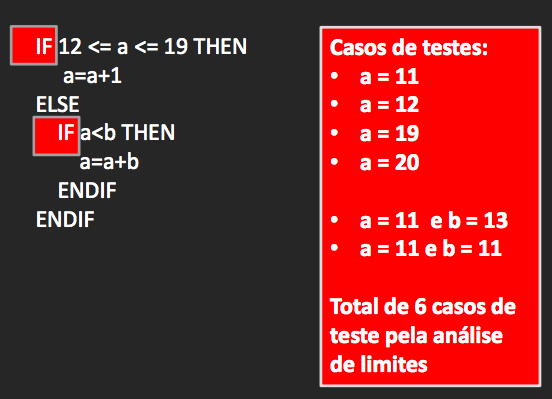 IF 12 <= a <= 19 THEN
a=a+1
ELSE
IF a<b THEN
a=a+b
ENDIF
ENDIF
Casos de testes:
• a = 11
• a = 12
• a = 19
• a = 20
• a = 11 e b = 13
• a = 11 e b = 11
Total de 6 casos de
teste pela análise
de limites